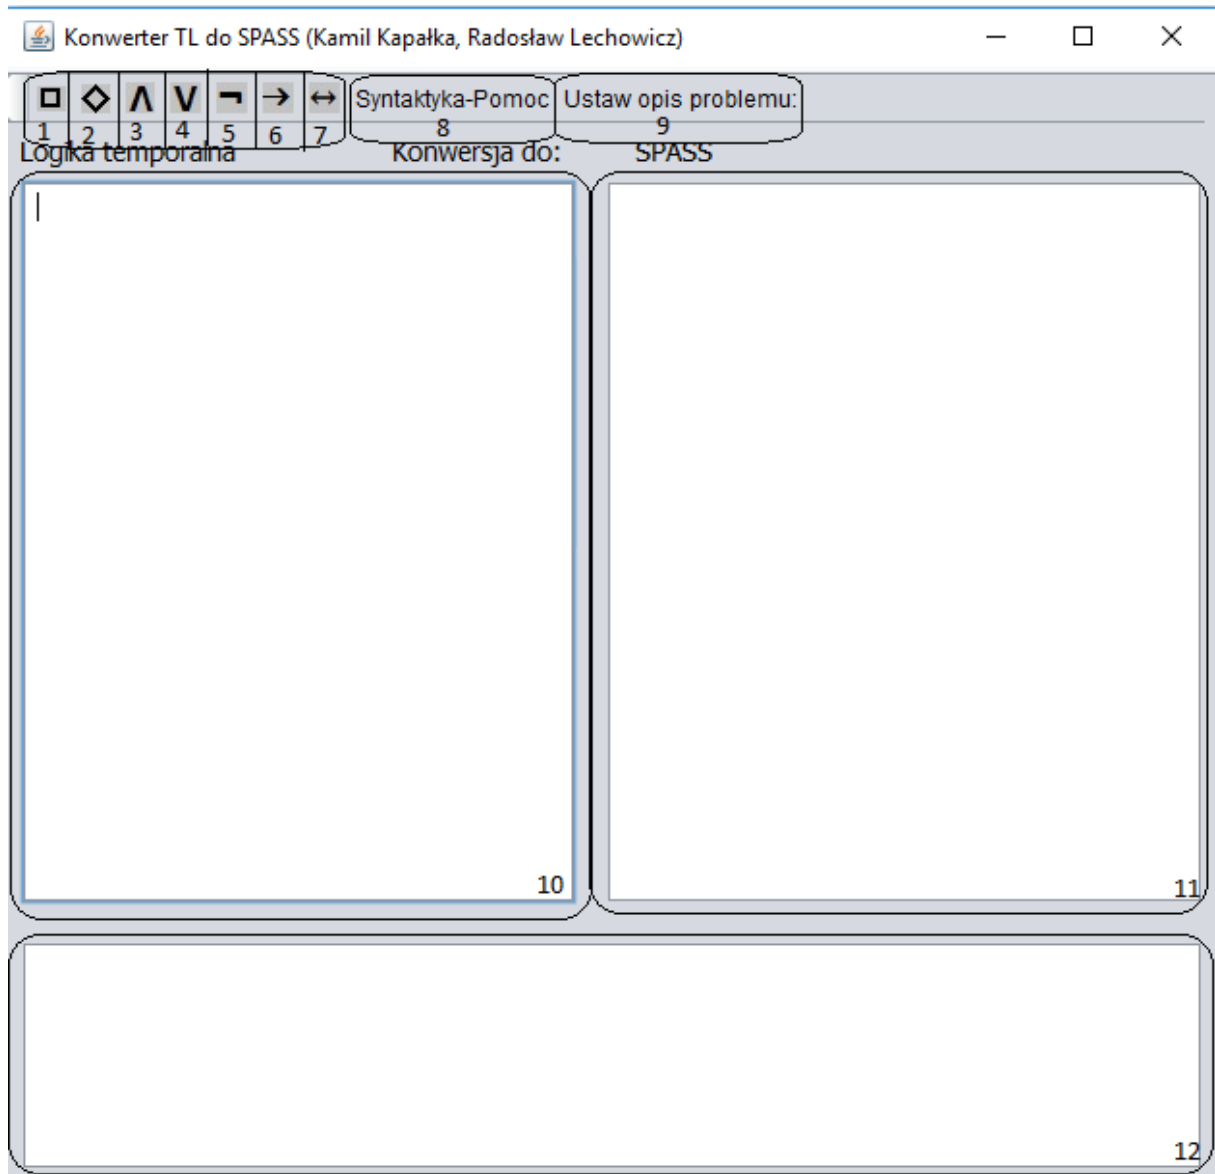 Konwerter TL do SPASS (Kamil Kapałka, Radosław Lechowicz)
Λ V ¬ → ↔ Syntaktyka-Pomoc Ustaw opis problemu:
1 2 3 4 5 6 7 8 9
Logika temporalna Konwersja do: SPASS
10
11
12